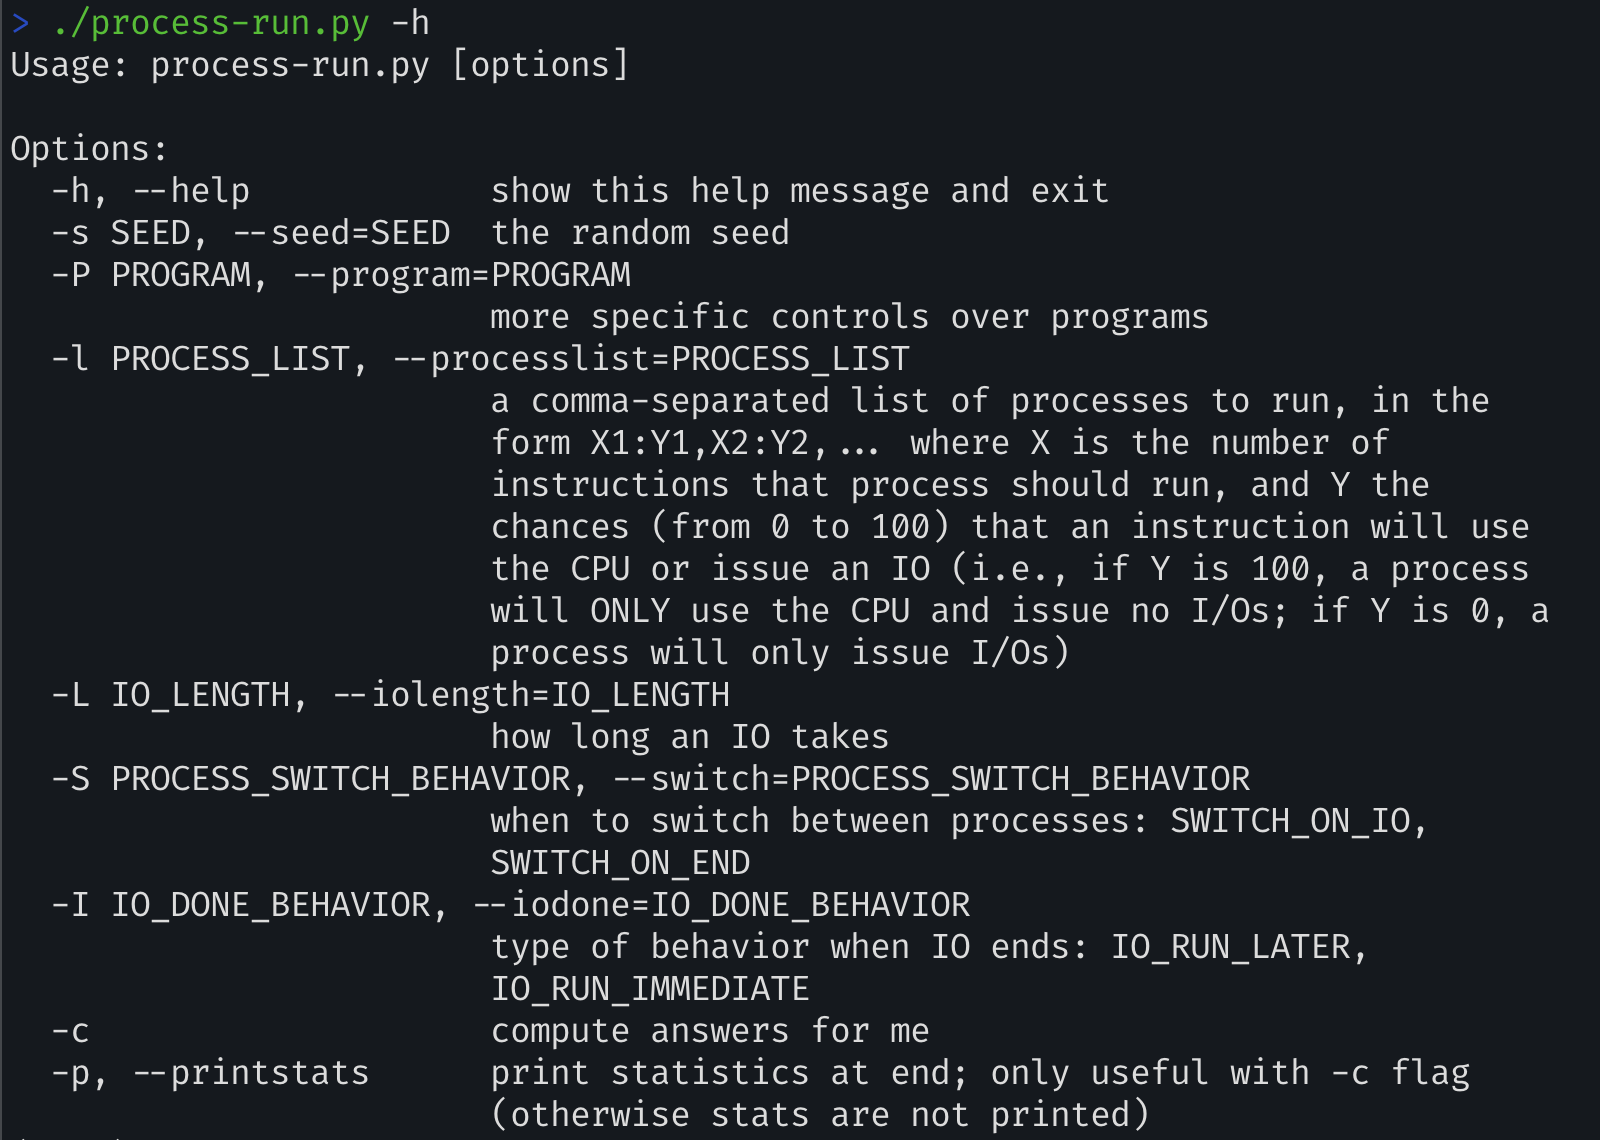 > ./process-run.py -h
Usage: process-run.py [options]

Options:
  -h, --help            show this help message and exit
  -s SEED, --seed=SEED  the random seed
  -P PROGRAM, --program=PROGRAM
                        more specific controls over programs
  -l PROCESS_LIST, --processlist=PROCESS_LIST
                        a comma-separated list of processes to run, in the
                        form X1:Y1,X2:Y2,... where X is the number of
                        instructions that process should run, and Y the
                        chances (from 0 to 100) that an instruction will use
                        the CPU or issue an IO (i.e., if Y is 100, a process
                        will ONLY use the CPU and issue no I/Os; if Y is 0, a
                        process will only issue I/Os)
  -L IO_LENGTH, --iolength=IO_LENGTH
                        how long an IO takes
  -S PROCESS_SWITCH_BEHAVIOR, --switch=PROCESS_SWITCH_BEHAVIOR
                        when to switch between processes: SWITCH_ON_IO,
                        SWITCH_ON_END
  -I IO_DONE_BEHAVIOR, --iodone=IO_DONE_BEHAVIOR
                        type of behavior when IO ends: IO_RUN_LATER,
                        IO_RUN_IMMEDIATE
  -c                    compute answers for me
  -p, --printstats      print statistics at end; only useful with -c flag
                        (otherwise stats are not printed)